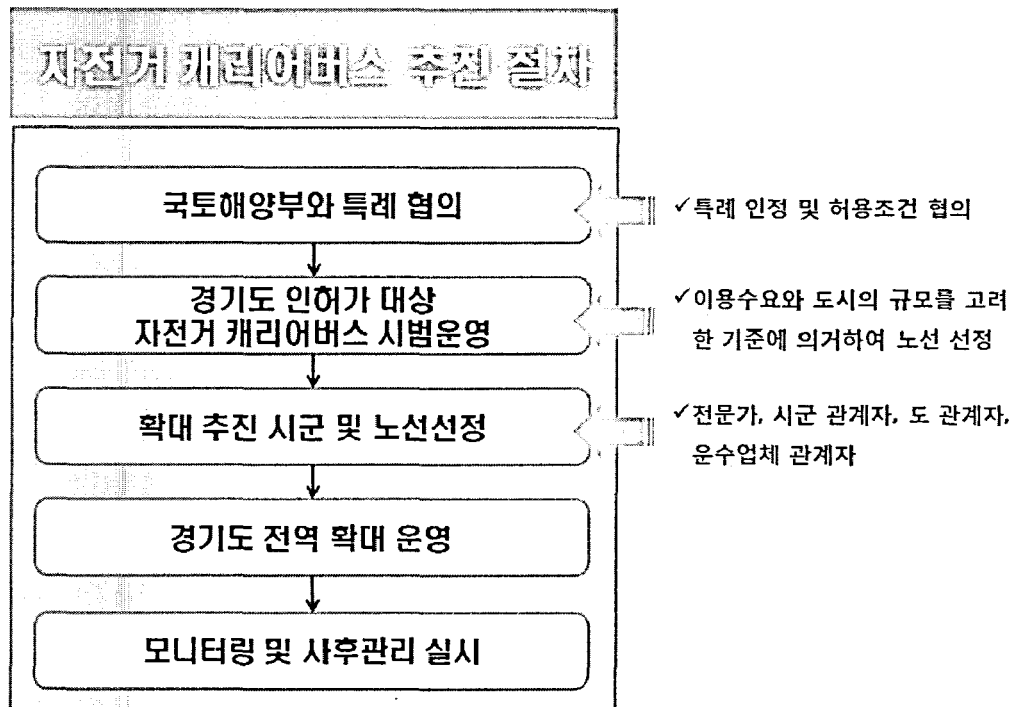 자전거 캐리어버스 추진 절차
국토해양부와 특례 협의
✓특례 인정 및 허용조건 협의
경기도 인허가 대상
자전거 캐리어버스 시범운영
✓이용수요와 도시의 규모를 고려
한 기준에 의거하여 노선 선정
확대 추진 시군 및 노선선정
✓전문가, 시군 관계자, 도 관계자,
운수업체 관계자
경기도 전역 확대 운영
모니터링 및 사후관리 실시